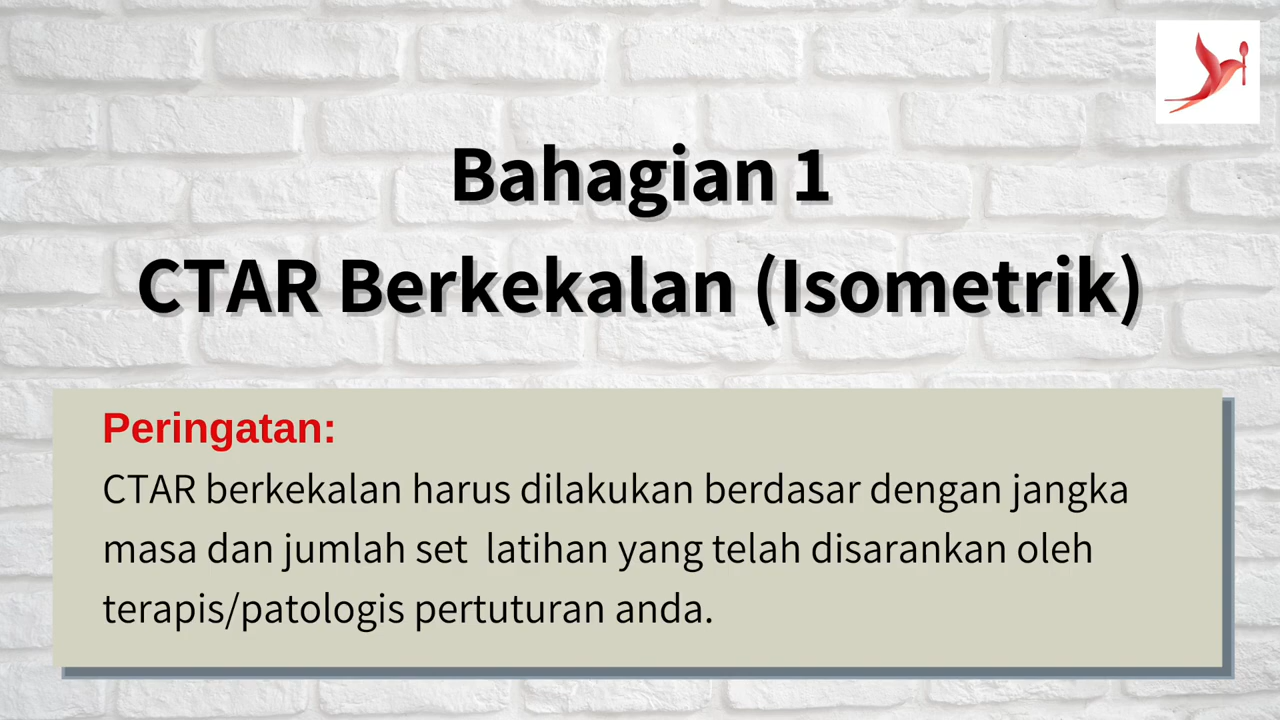 Bahagian 1
CTAR Berkekalan (Isometrik)
Peringatan:
CTAR berkekalan harus dilakukan berdasar dengan jangka
masa dan jumlah set latihan yang telah disarankan oleh
terapis/patologis pertuturan anda.